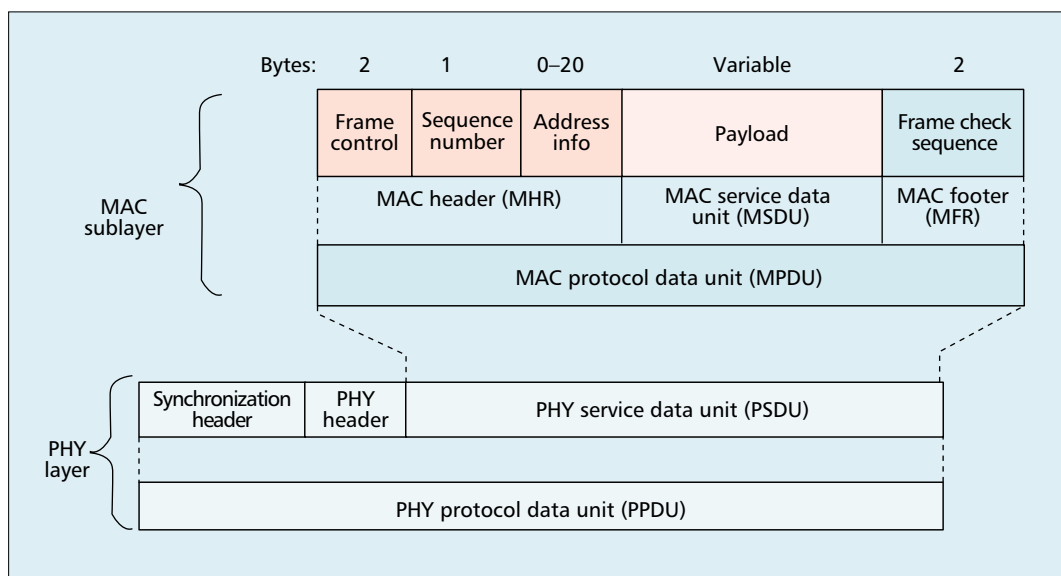 Bytes: 2 1 0–20 Variable 2
Frame control
Sequence number
Address info
Payload
Frame check sequence
MAC sublayer
MAC header (MHR)
MAC service data unit (MSDU)
MAC footer (MFR)
MAC protocol data unit (MPDU)
Synchronization header
PHY header
PHY service data unit (PSDU)
PHY layer
PHY protocol data unit (PPDU)